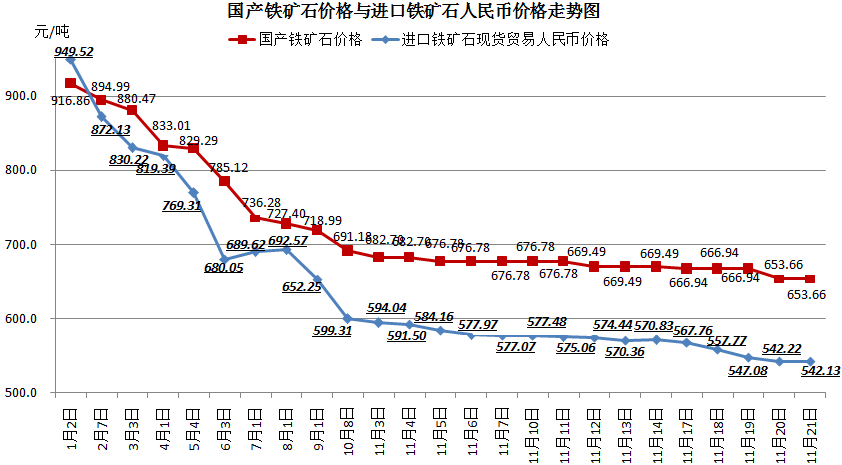 国产铁矿石价格与进口铁矿石人民币价格走势图
元/吨
国产铁矿石价格 进口铁矿石现货贸易人民币价格
949.52
894.99
880.47
916.86
900.0
872.13
833.01
829.29
830.22
819.39
800.0
785.12
769.31
736.28
727.40
718.99
700.0
689.62
692.57
691.18
682.70
682.70
676.78
676.78
676.78
676.78
676.78
669.49
669.49
669.49
666.94
666.94
666.94
653.66
653.66
680.05
652.25
600.0
599.31
594.04
591.50
584.16
577.97
577.07
577.48
575.06
574.44
570.36
570.83
567.76
557.77
547.08
542.22
542.13
500.0
1月2日
2月7日
3月3日
4月1日
5月4日
6月3日
7月1日
8月1日
9月1日
10月8日
11月3日
11月4日
11月5日
11月6日
11月7日
11月10日
11月11日
11月12日
11月13日
11月14日
11月17日
11月18日
11月19日
11月20日
11月21日